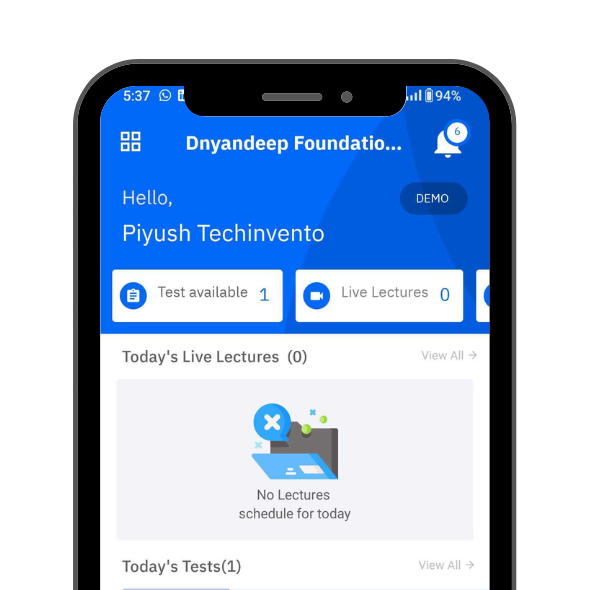 5:37
94%
Dnyandeep Foundatio...
6
Hello,
DEMO
Piyush Techinvento
Test available 1
Live Lectures 0
Today's Live Lectures (0)
View All →
No Lectures
schedule for today
Today's Tests(1)
View All →